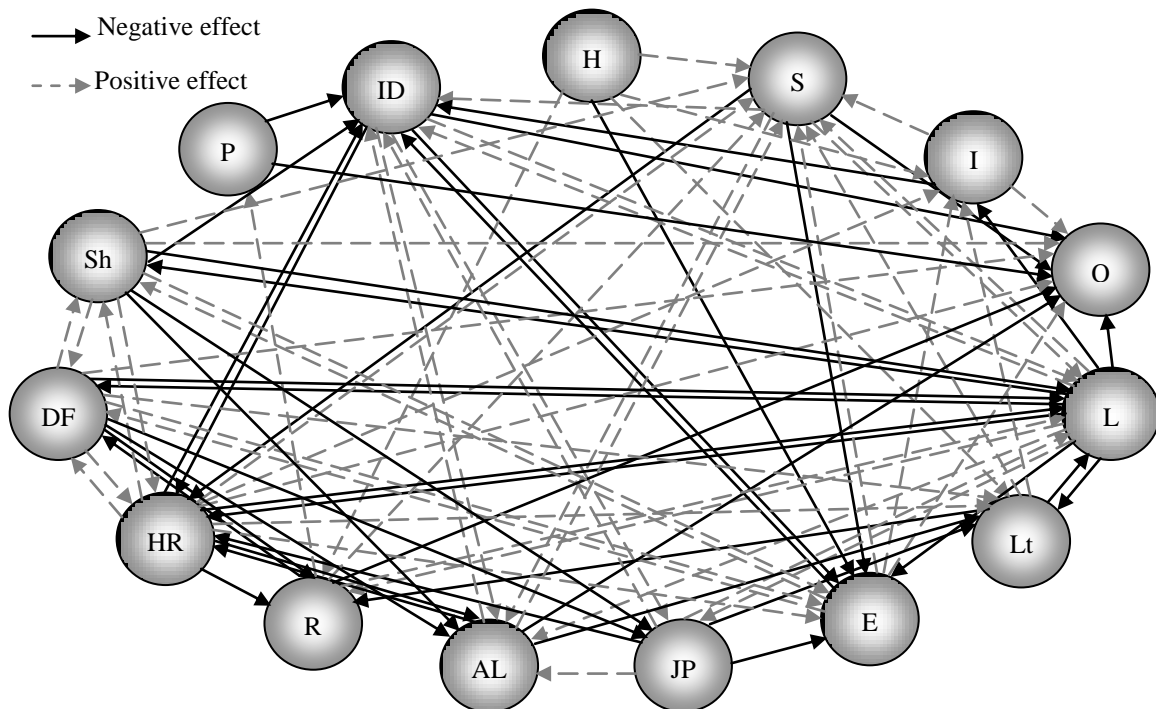 Negative effect
Positive effect
H
S
ID
P
I
Sh
O
DF
L
HR
Lt
R
E
AL
JP